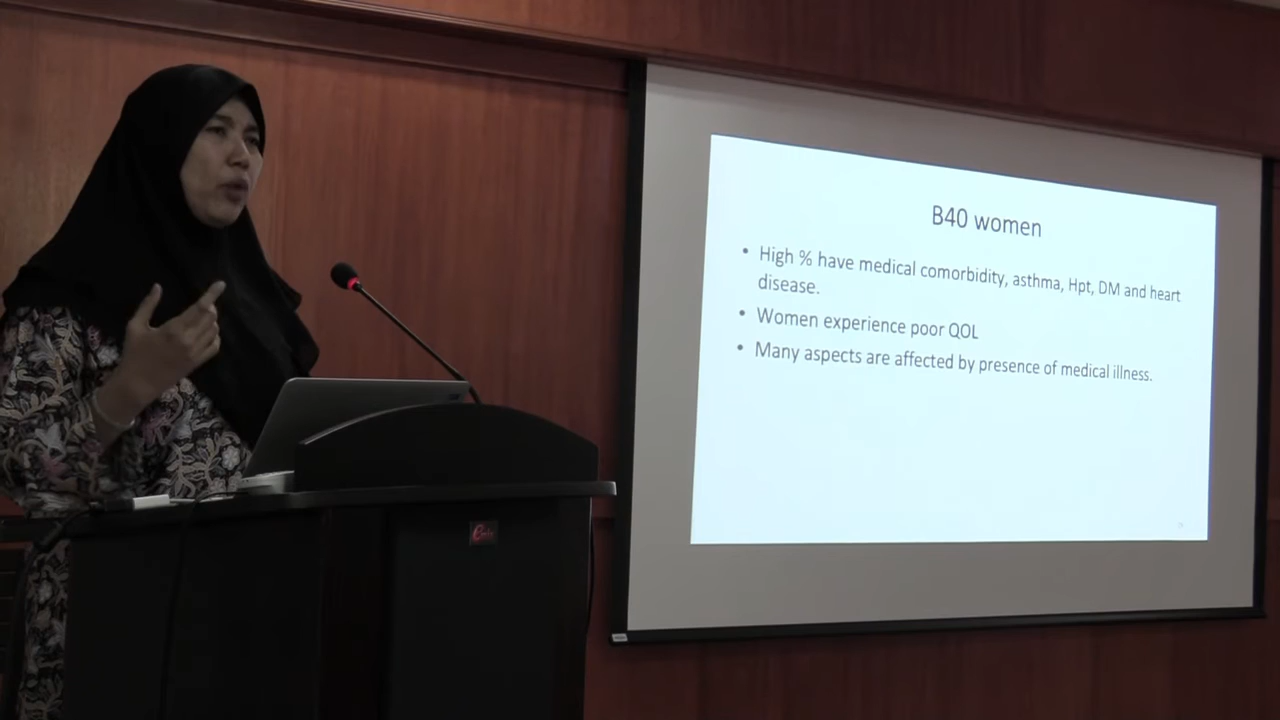 B40 women
• High % have medical comorbidity, asthma, Hpt, DM and heart
disease.
• Women experience poor QOL
• Many aspects are affected by presence of medical illness.